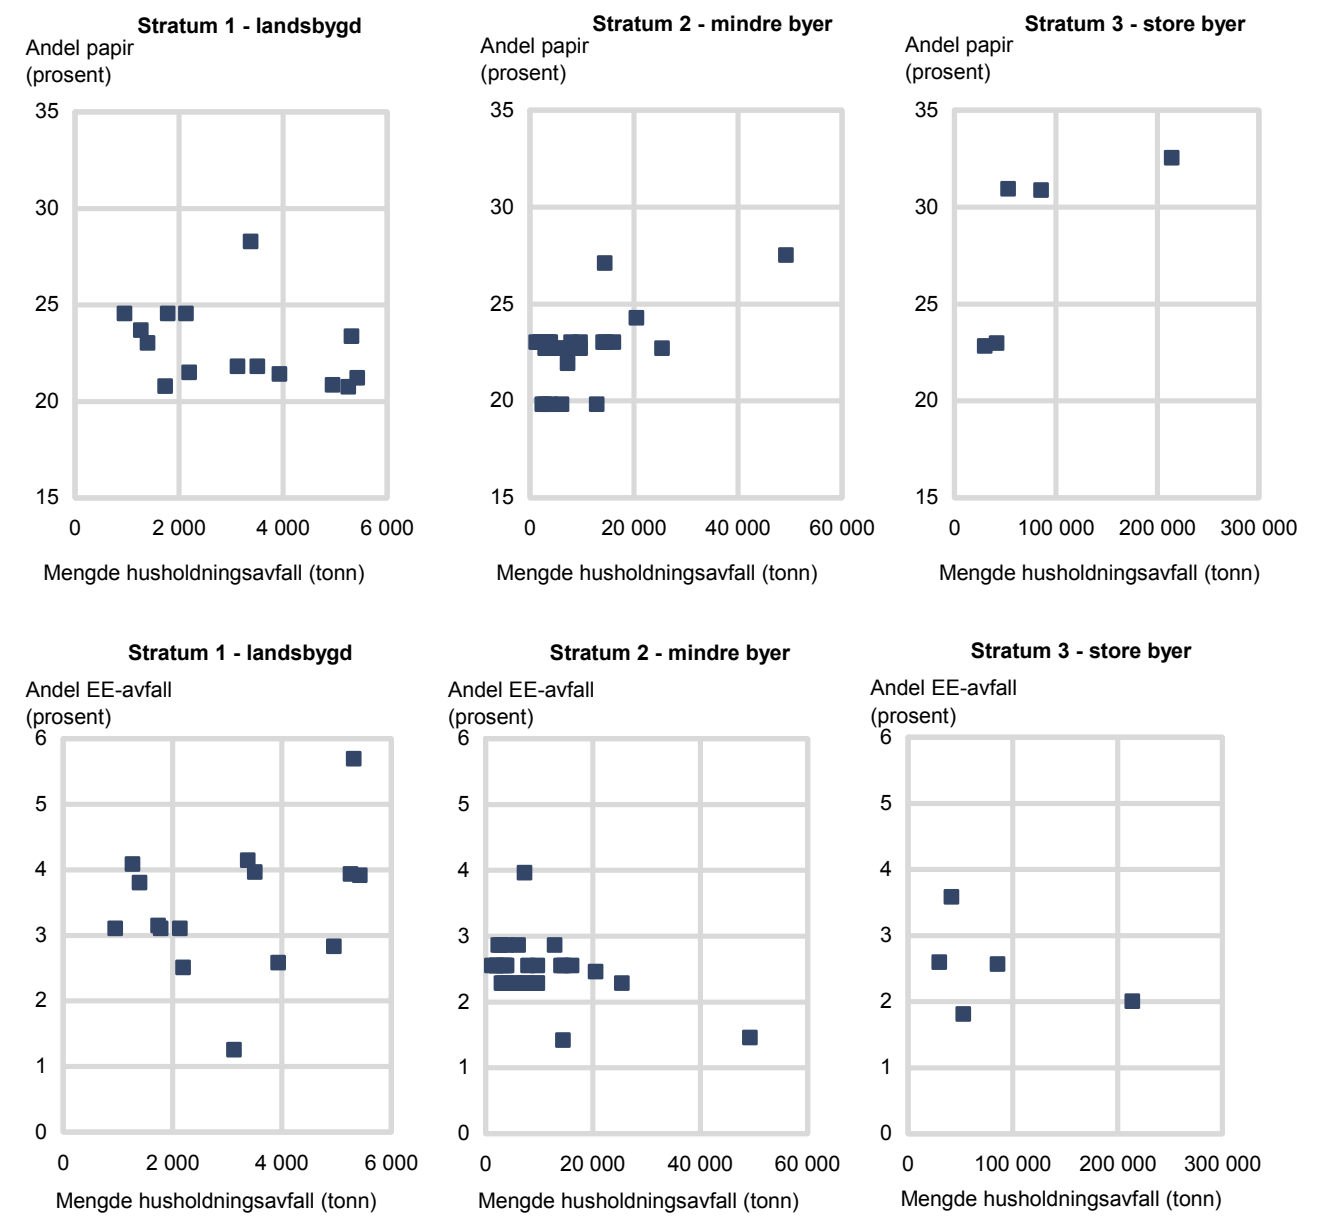 Stratum 1 - landsbygd
Andel papir
(prosent)
35
30
25
20
15
0 2 000 4 000 6 000
Mengde husholdningsavfall (tonn)
Stratum 2 - mindre byer
Andel papir
(prosent)
35
30
25
20
15
0 20 000 40 000 60 000
Mengde husholdningsavfall (tonn)
Stratum 3 - store byer
Andel papir
(prosent)
35
30
25
20
15
0 100 000 200 000 300 000
Mengde husholdningsavfall (tonn)
Stratum 1 - landsbygd
Andel EE-avfall
(prosent)
6
5
4
3
2
1
0
0 2 000 4 000 6 000
Mengde husholdningsavfall (tonn)
Stratum 2 - mindre byer
Andel EE-avfall
(prosent)
6
5
4
3
2
1
0
0 20 000 40 000 60 000
Mengde husholdningsavfall (tonn)
Stratum 3 - store byer
Andel EE-avfall
(prosent)
6
5
4
3
2
1
0
0 100 000 200 000 300 000
Mengde husholdningsavfall (tonn)